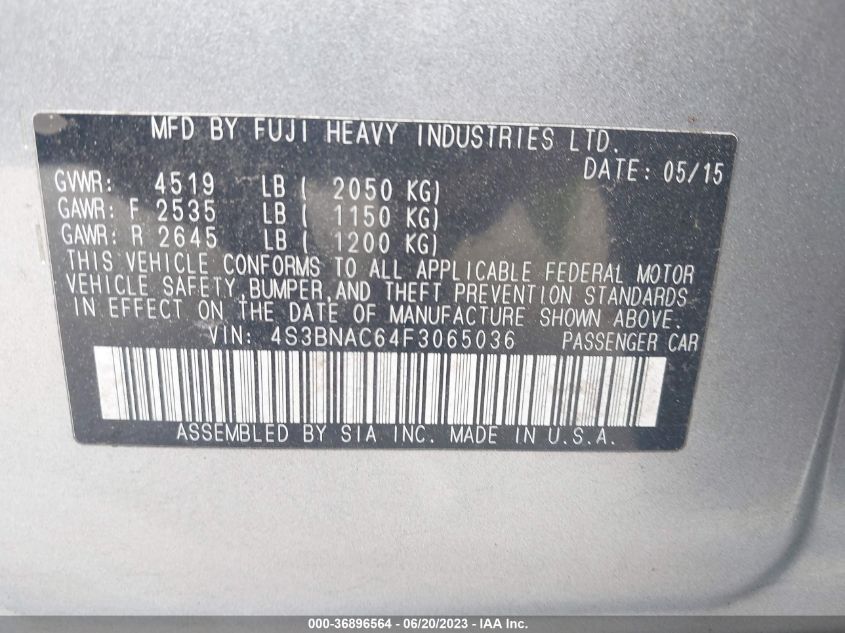 MFD BY FUJI HEAVY INDUSTRIES LTD.
DATE: 05/15
GVWR: 4519 LB ( 2050 KG)
GAWR: F 2535 LB ( 1150 KG)
GAWR: R 2645 LB ( 1200 KG)
THIS VEHICLE CONFORMS TO ALL APPLICABLE FEDERAL MOTOR
VEHICLE SAFETY, BUMPER, AND THEFT PREVENTION STANDARDS
IN EFFECT ON THE DATE OF MANUFACTURE SHOWN ABOVE.
VIN: 4S3BNAC64F3065036 PASSENGER CAR
ASSEMBLED BY SIA INC. MADE IN U.S.A.
000-36896564 - 06/20/2023 - IAA Inc.